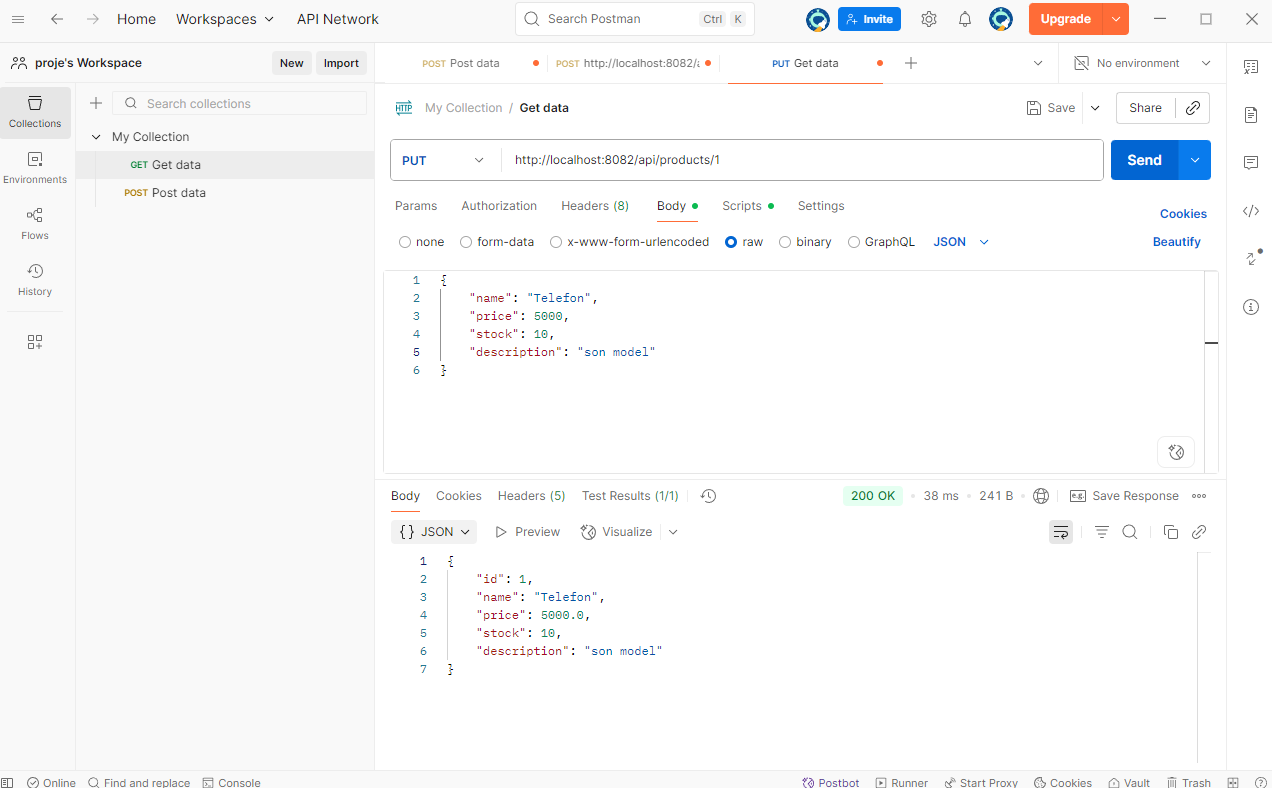 Home Workspaces API Network Search Postman Ctrl K Invite Upgrade
proje's Workspace New Import POST Post data POST http://localhost:8082/a PUT Get data No environment
Collections
Environments
Flows
History
Search collections
My Collection
GET Get data
POST Post data
HTTP My Collection / Get data Save Share
PUT http://localhost:8082/api/products/1 Send
Params Authorization Headers (8) Body Scripts Settings Cookies
none form-data x-www-form-urlencoded raw binary GraphQL JSON Beautify
1 {
2 "name": "Telefon",
3 "price": 5000,
4 "stock": 10,
5 "description": "son model"
6 }
Body Cookies Headers (5) Test Results (1/1) 200 OK 38 ms 241 B e.g. Save Response
{} JSON Preview Visualize
1 {
2 "id": 1,
3 "name": "Telefon",
4 "price": 5000.0,
5 "stock": 10,
6 "description": "son model"
7 }
Online Find and replace Console Postbot Runner Start Proxy Cookies Vault Trash